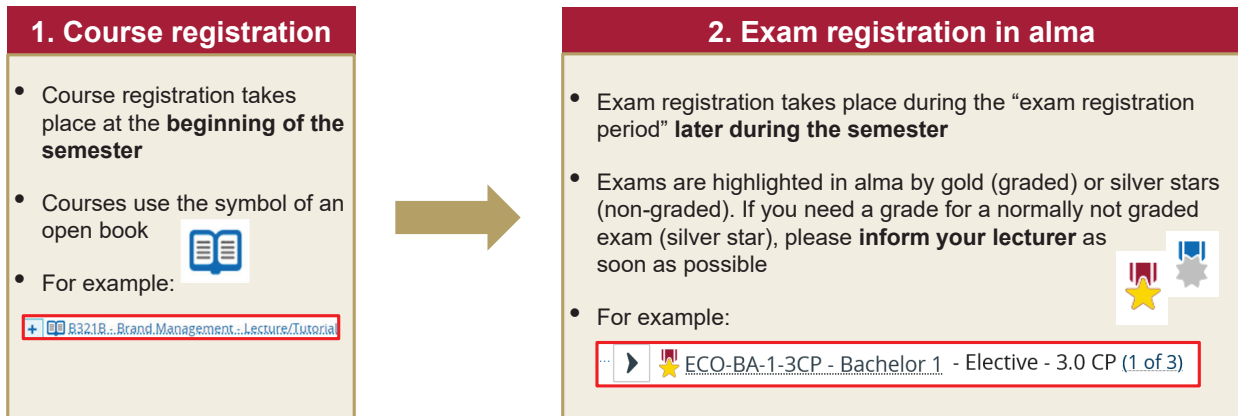 1. Course registration
• Course registration takes
place at the beginning of the
semester
• Courses use the symbol of an
open book
• For example:
+ B321B - Brand Management - Lecture/Tutorial
2. Exam registration in alma
• Exam registration takes place during the “exam registration
period” later during the semester
• Exams are highlighted in alma by gold (graded) or silver stars
(non-graded). If you need a grade for a normally not graded
exam (silver star), please inform your lecturer as
soon as possible
• For example:
... ECO-BA-1-3CP - Bachelor 1 - Elective - 3.0 CP (1 of 3)